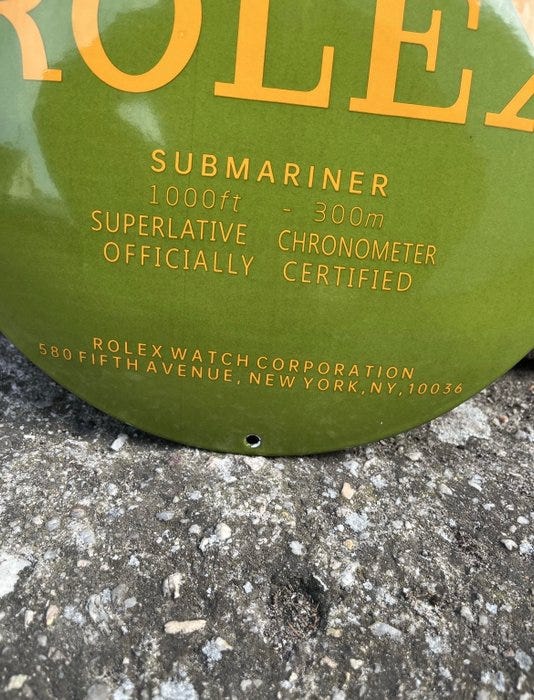 ROLEX
SUBMARINER
1000ft - 300m
SUPERLATIVE CHRONOMETER
OFFICIALLY CERTIFIED
ROLEX WATCH CORPORATION
580 FIFTH AVENUE, NEW YORK,NY,10036